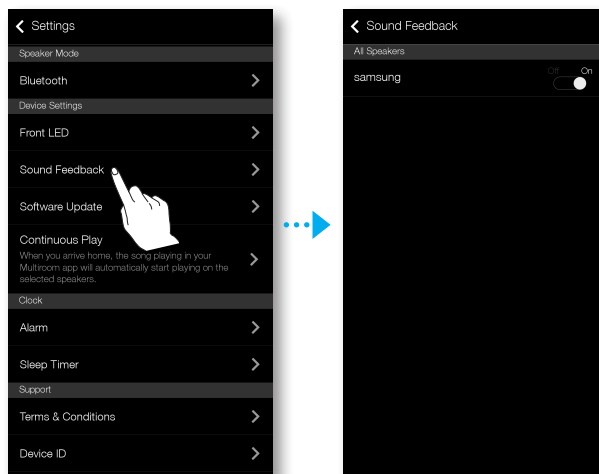 Settings
Speaker Mode
Bluetooth
Device Settings
Front LED
Sound Feedback
Software Update
Continuous Play
When you arrive home, the song playing in your
Multiroom app will automatically start playing on the
selected speakers.
Clock
Alarm
Sleep Timer
Support
Terms & Conditions
Device ID
Sound Feedback
All Speakers
samsung
Off On